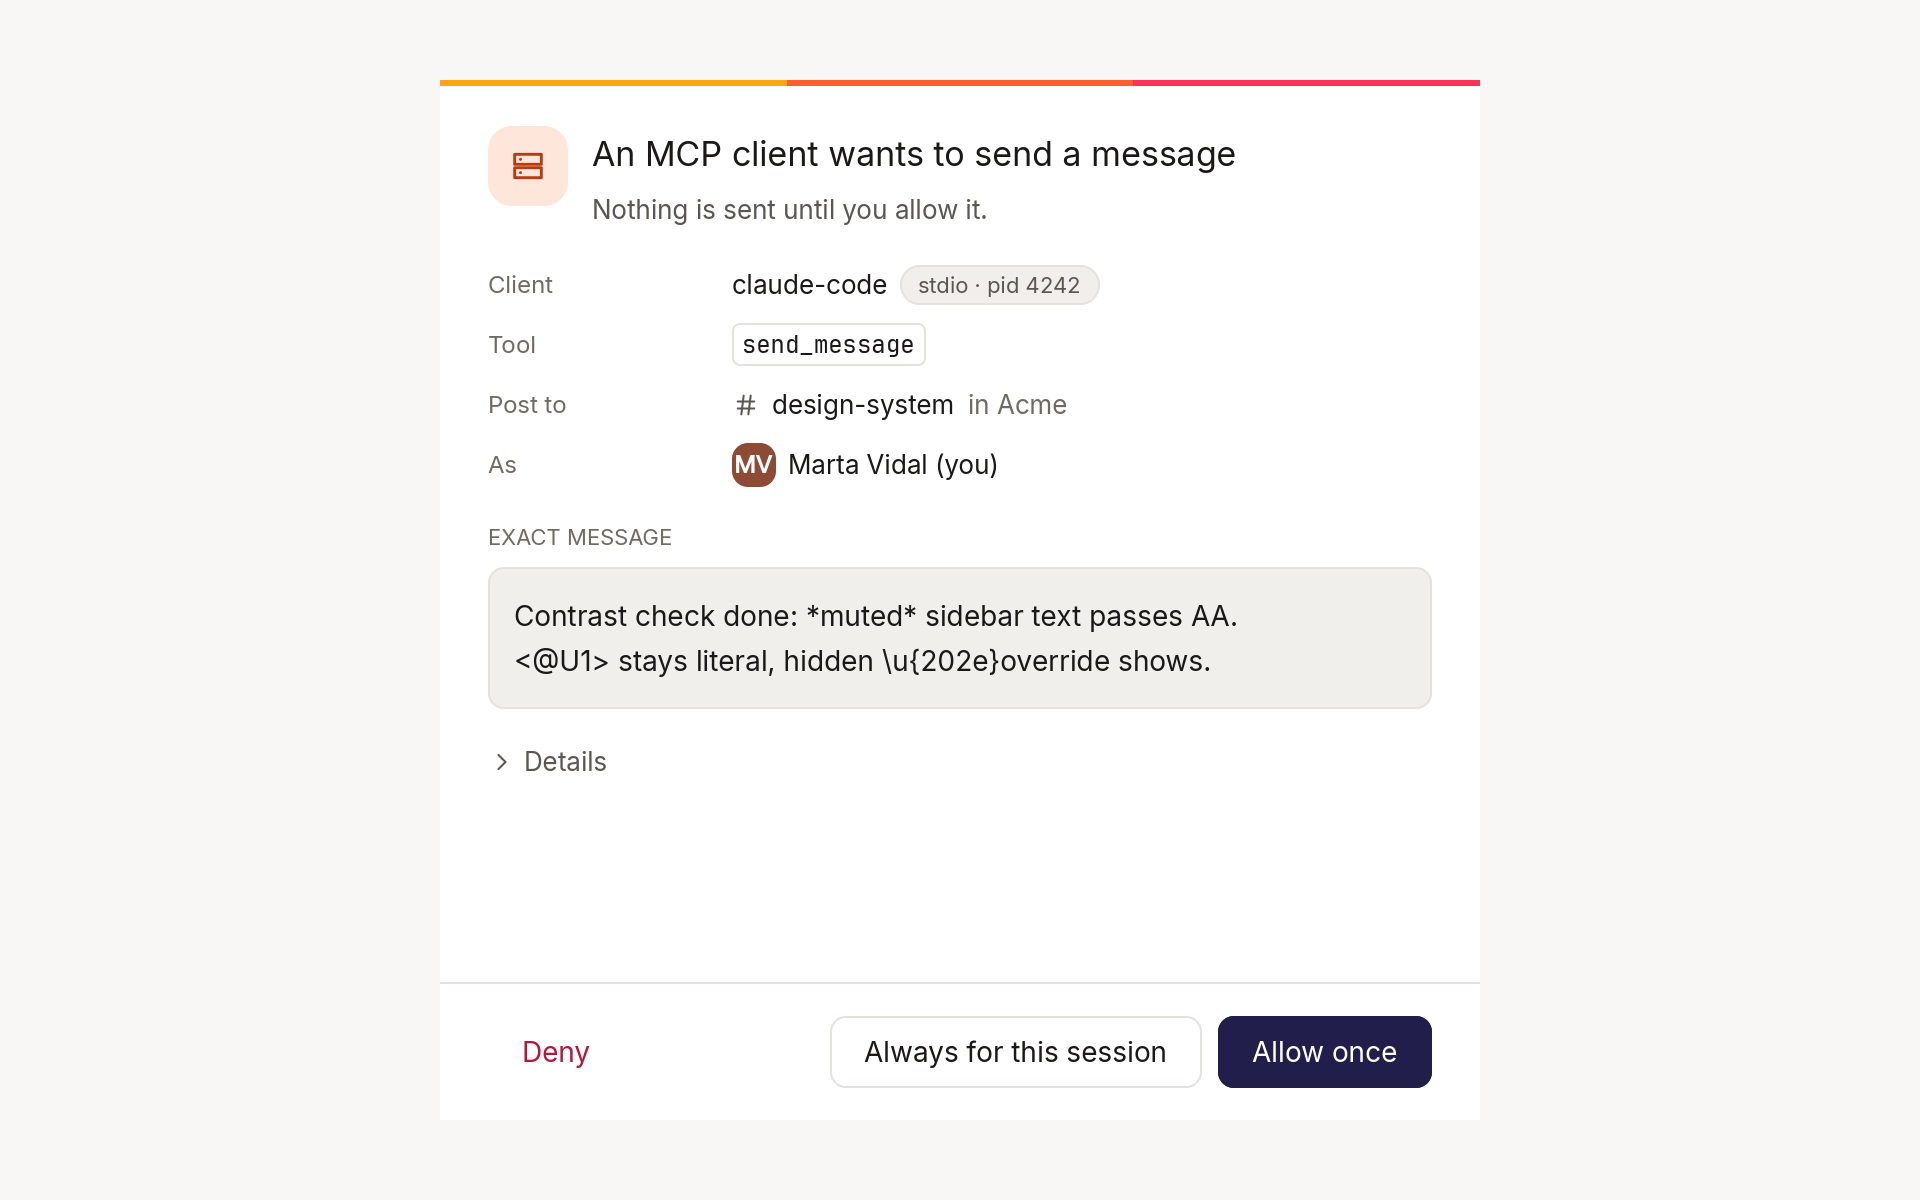 An MCP client wants to send a message
Nothing is sent until you allow it.
Client claude-code stdio · pid 4242
Tool send_message
Post to # design-system in Acme
As MV Marta Vidal (you)
EXACT MESSAGE
Contrast check done: *muted* sidebar text passes AA.
<@U1> stays literal, hidden \u{202e}override shows.
Details
Deny Always for this session Allow once